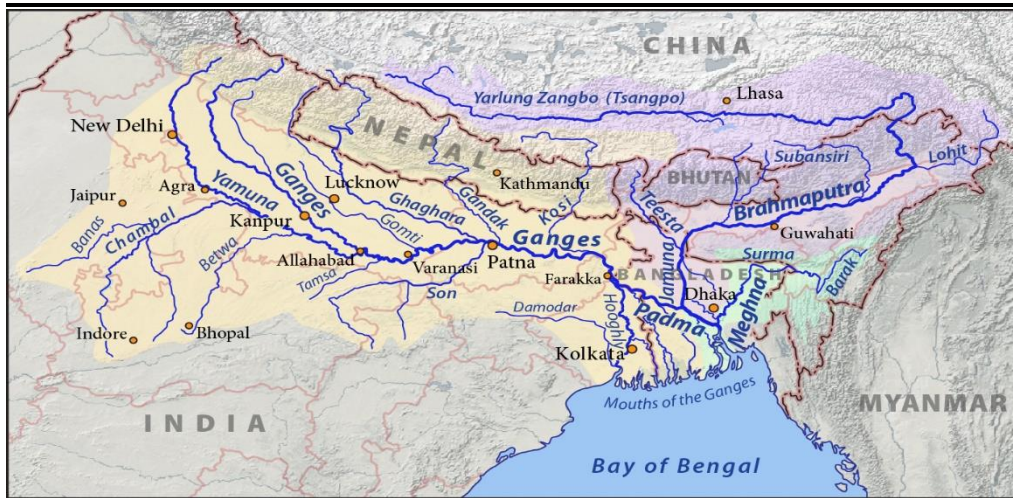 CHINA
Yarlung Zangbo (Tsangpo)
Lhasa
New Delhi
NEPAL
Subansiri
Lohit
BHUTAN
Jaipur
Agra
Yamuna
Ganges
Lucknow
Kathmandu
Ghaghara
Gandak
Kosi
Teesta
Brahmaputra
Banas
Chambal
Kanpur
Gomti
Betwa
Ganges
Guwahati
Allahabad
Varanasi
Patna
Jamuna
Surma
Tamsa
Farakka
BANGLADESH
Barak
Son
Dhaka
Meghna
Damodar
Hooghly
Padma
Indore
Bhopal
Kolkata
Mouths of the Ganges
INDIA
MYANMAR
Bay of Bengal